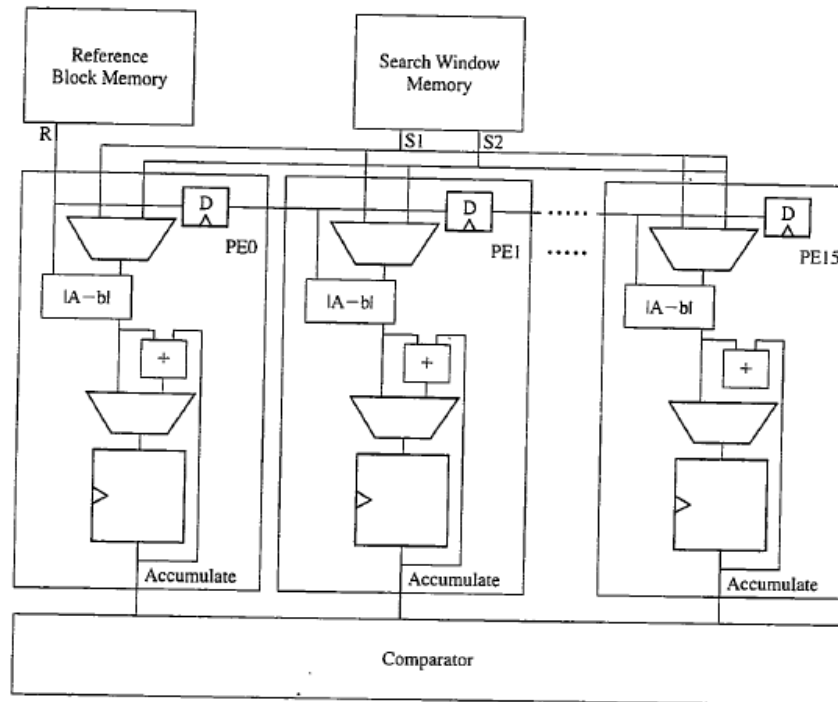 Reference
Block Memory
Search Window
Memory
R
S1
S2
D
D
D
PE0
PE1
.....
.....
PE15
|A−b|
|A−b|
|A−b|
+
+
+
Accumulate
Accumulate
Accumulate
Comparator